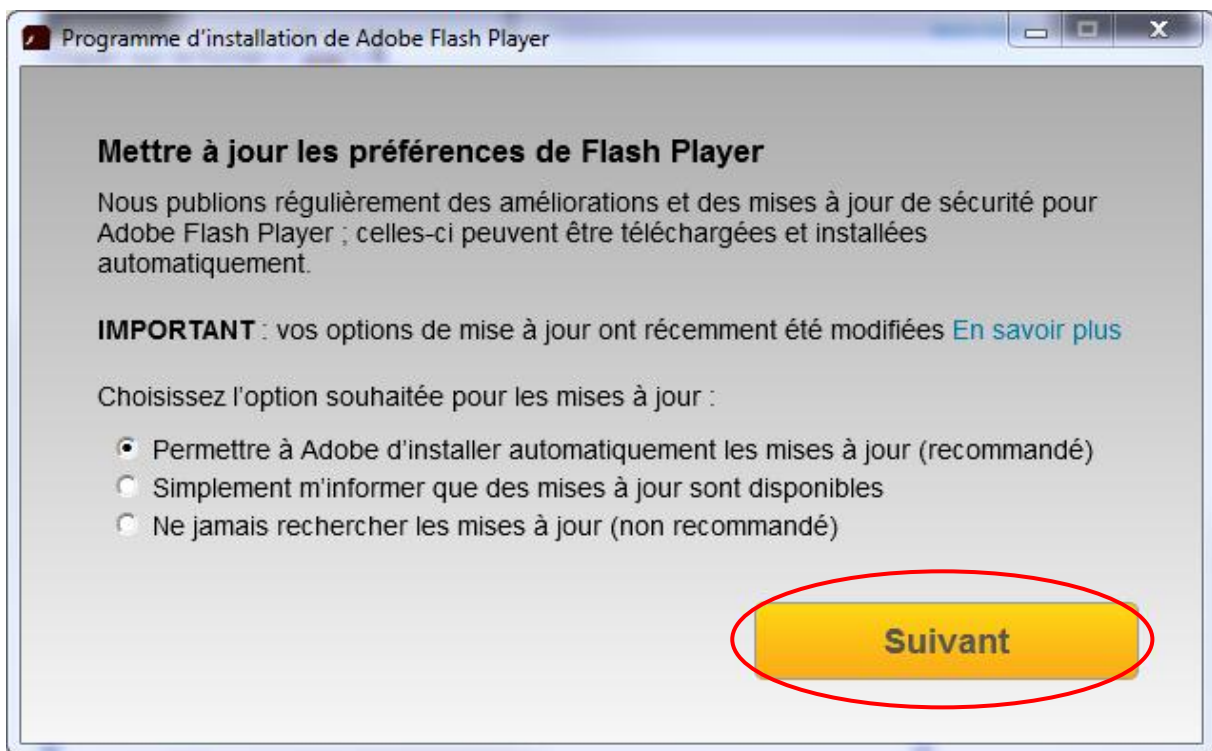 Programme d'installation de Adobe Flash Player
X
Mettre à jour les préférences de Flash Player
Nous publions régulièrement des améliorations et des mises à jour de sécurité pour
Adobe Flash Player ; celles-ci peuvent être téléchargées et installées
automatiquement.
IMPORTANT : vos options de mise à jour ont récemment été modifiées En savoir plus
Choisissez l'option souhaitée pour les mises à jour :
Permettre à Adobe d'installer automatiquement les mises à jour (recommandé)
Simplement m'informer que des mises à jour sont disponibles
Ne jamais rechercher les mises à jour (non recommandé)
Suivant